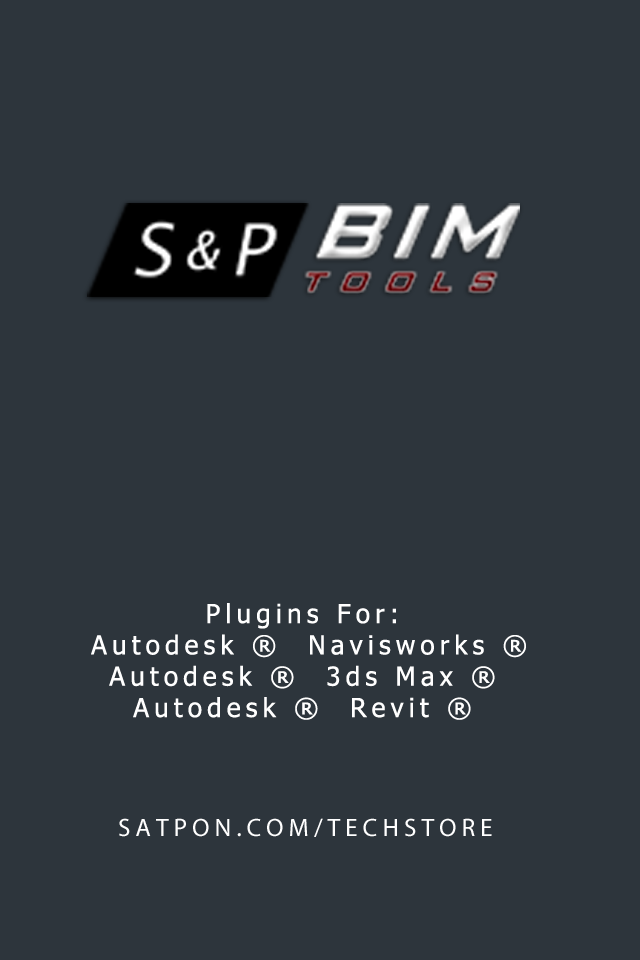 S&P BIM
TOOLS
Plugins For:
Autodesk ® Navisworks ®
Autodesk ® 3ds Max ®
Autodesk ® Revit ®
SATPON.COM/TECHSTORE